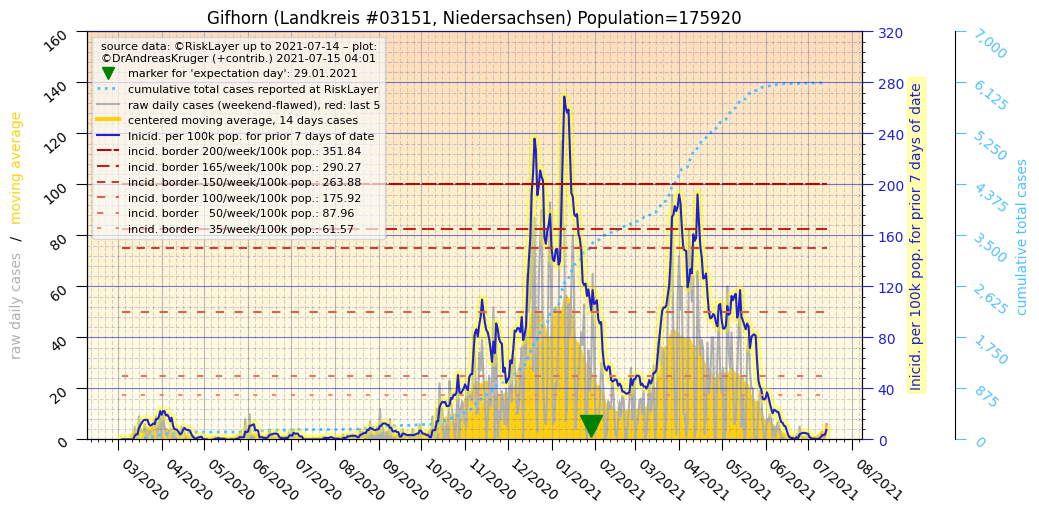 Gifhorn (Landkreis #03151, Niedersachsen) Population=175920
source data: ©RiskLayer up to 2021-07-14 – plot:
©DrAndreasKruger (+contrib.) 2021-07-15 04:01
marker for 'expectation day': 29.01.2021
cumulative total cases reported at RiskLayer
raw daily cases (weekend-flawed), red: last 5
centered moving average, 14 days cases
Inicid. per 100k pop. for prior 7 days of date
incid. border 200/week/100k pop.: 351.84
incid. border 165/week/100k pop.: 290.27
incid. border 150/week/100k pop.: 263.88
incid. border 100/week/100k pop.: 175.92
incid. border   50/week/100k pop.: 87.96
incid. border   35/week/100k pop.: 61.57
raw daily cases / moving average
160
140
120
100
80
60
40
20
0
03/2020
04/2020
05/2020
06/2020
07/2020
08/2020
09/2020
10/2020
11/2020
12/2020
01/2021
02/2021
03/2021
04/2021
05/2021
06/2021
07/2021
08/2021
320
280
240
200
160
120
80
40
0
Inicid. per 100k pop. for prior 7 days of date
7,000
6,125
5,250
4,375
3,500
2,625
1,750
875
0
cumulative total cases